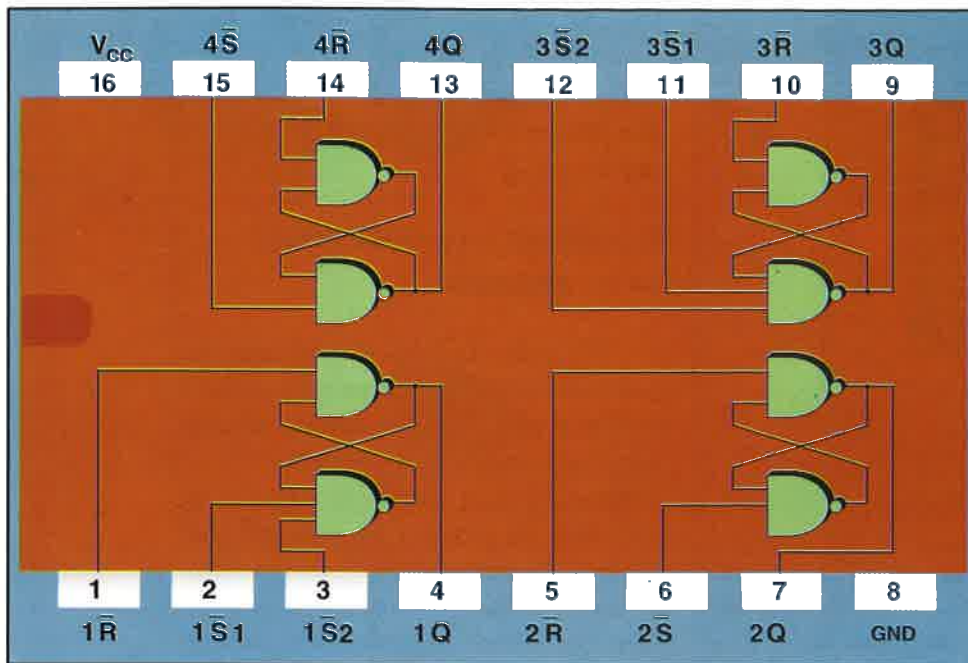 V_CC 4S̅ 4R̅ 4Q 3S̅2 3S̅1 3R̅ 3Q
16 15 14 13 12 11 10 9
1 2 3 4 5 6 7 8
1R̅ 1S̅1 1S̅2 1Q 2R̅ 2S̅ 2Q GND